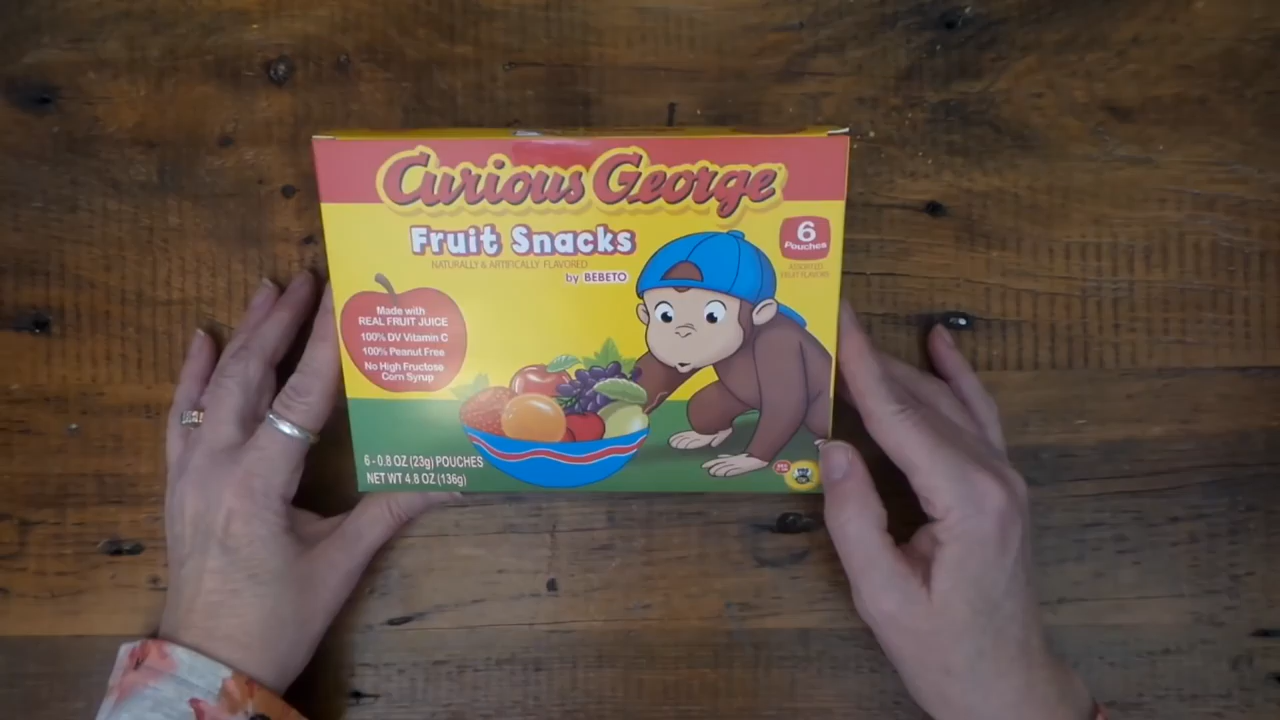 Curious George
Fruit Snacks
NATURALLY & ARTIFICIALLY FLAVORED
by BEBETO
6
Pouches
ASSORTED
FRUIT FLAVORS
Made with
REAL FRUIT JUICE
100% DV Vitamin C
100% Peanut Free
No High Fructose
Corn Syrup
6 - 0.8 OZ (23g) POUCHES
NET WT 4.8 OZ (136g)